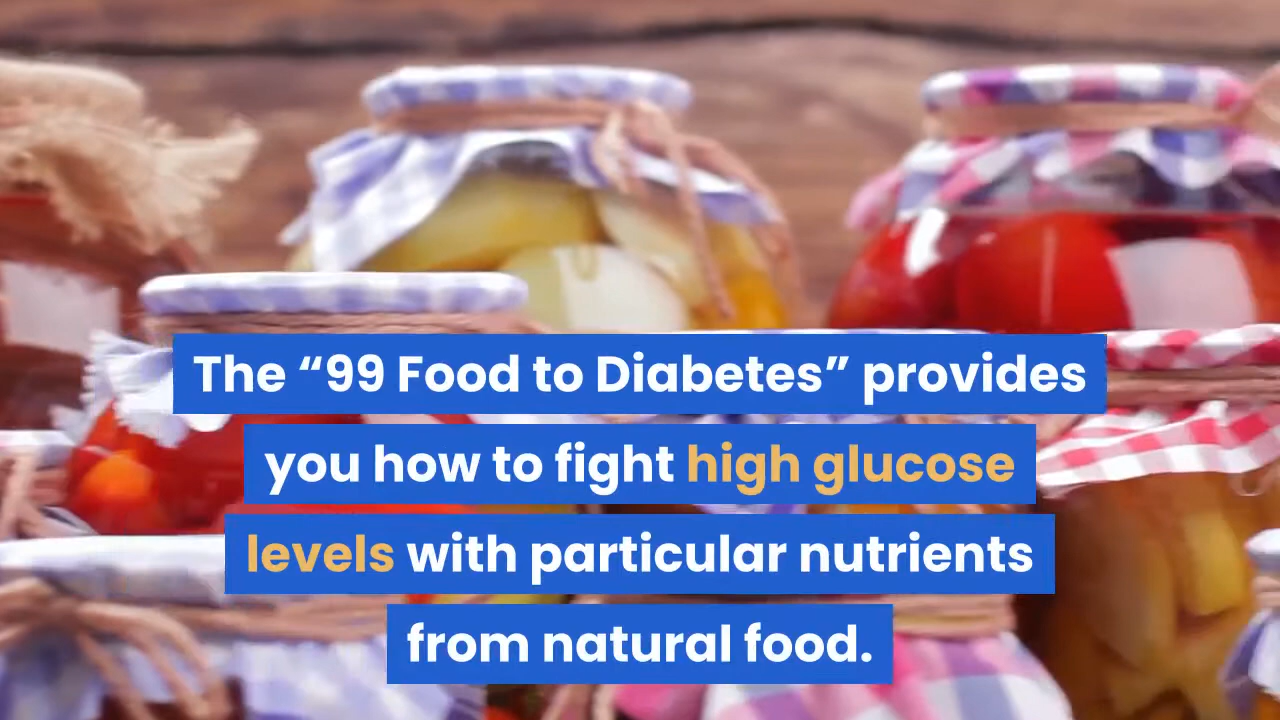 The “99 Food to Diabetes” provides
you how to fight high glucose
levels with particular nutrients
from natural food.